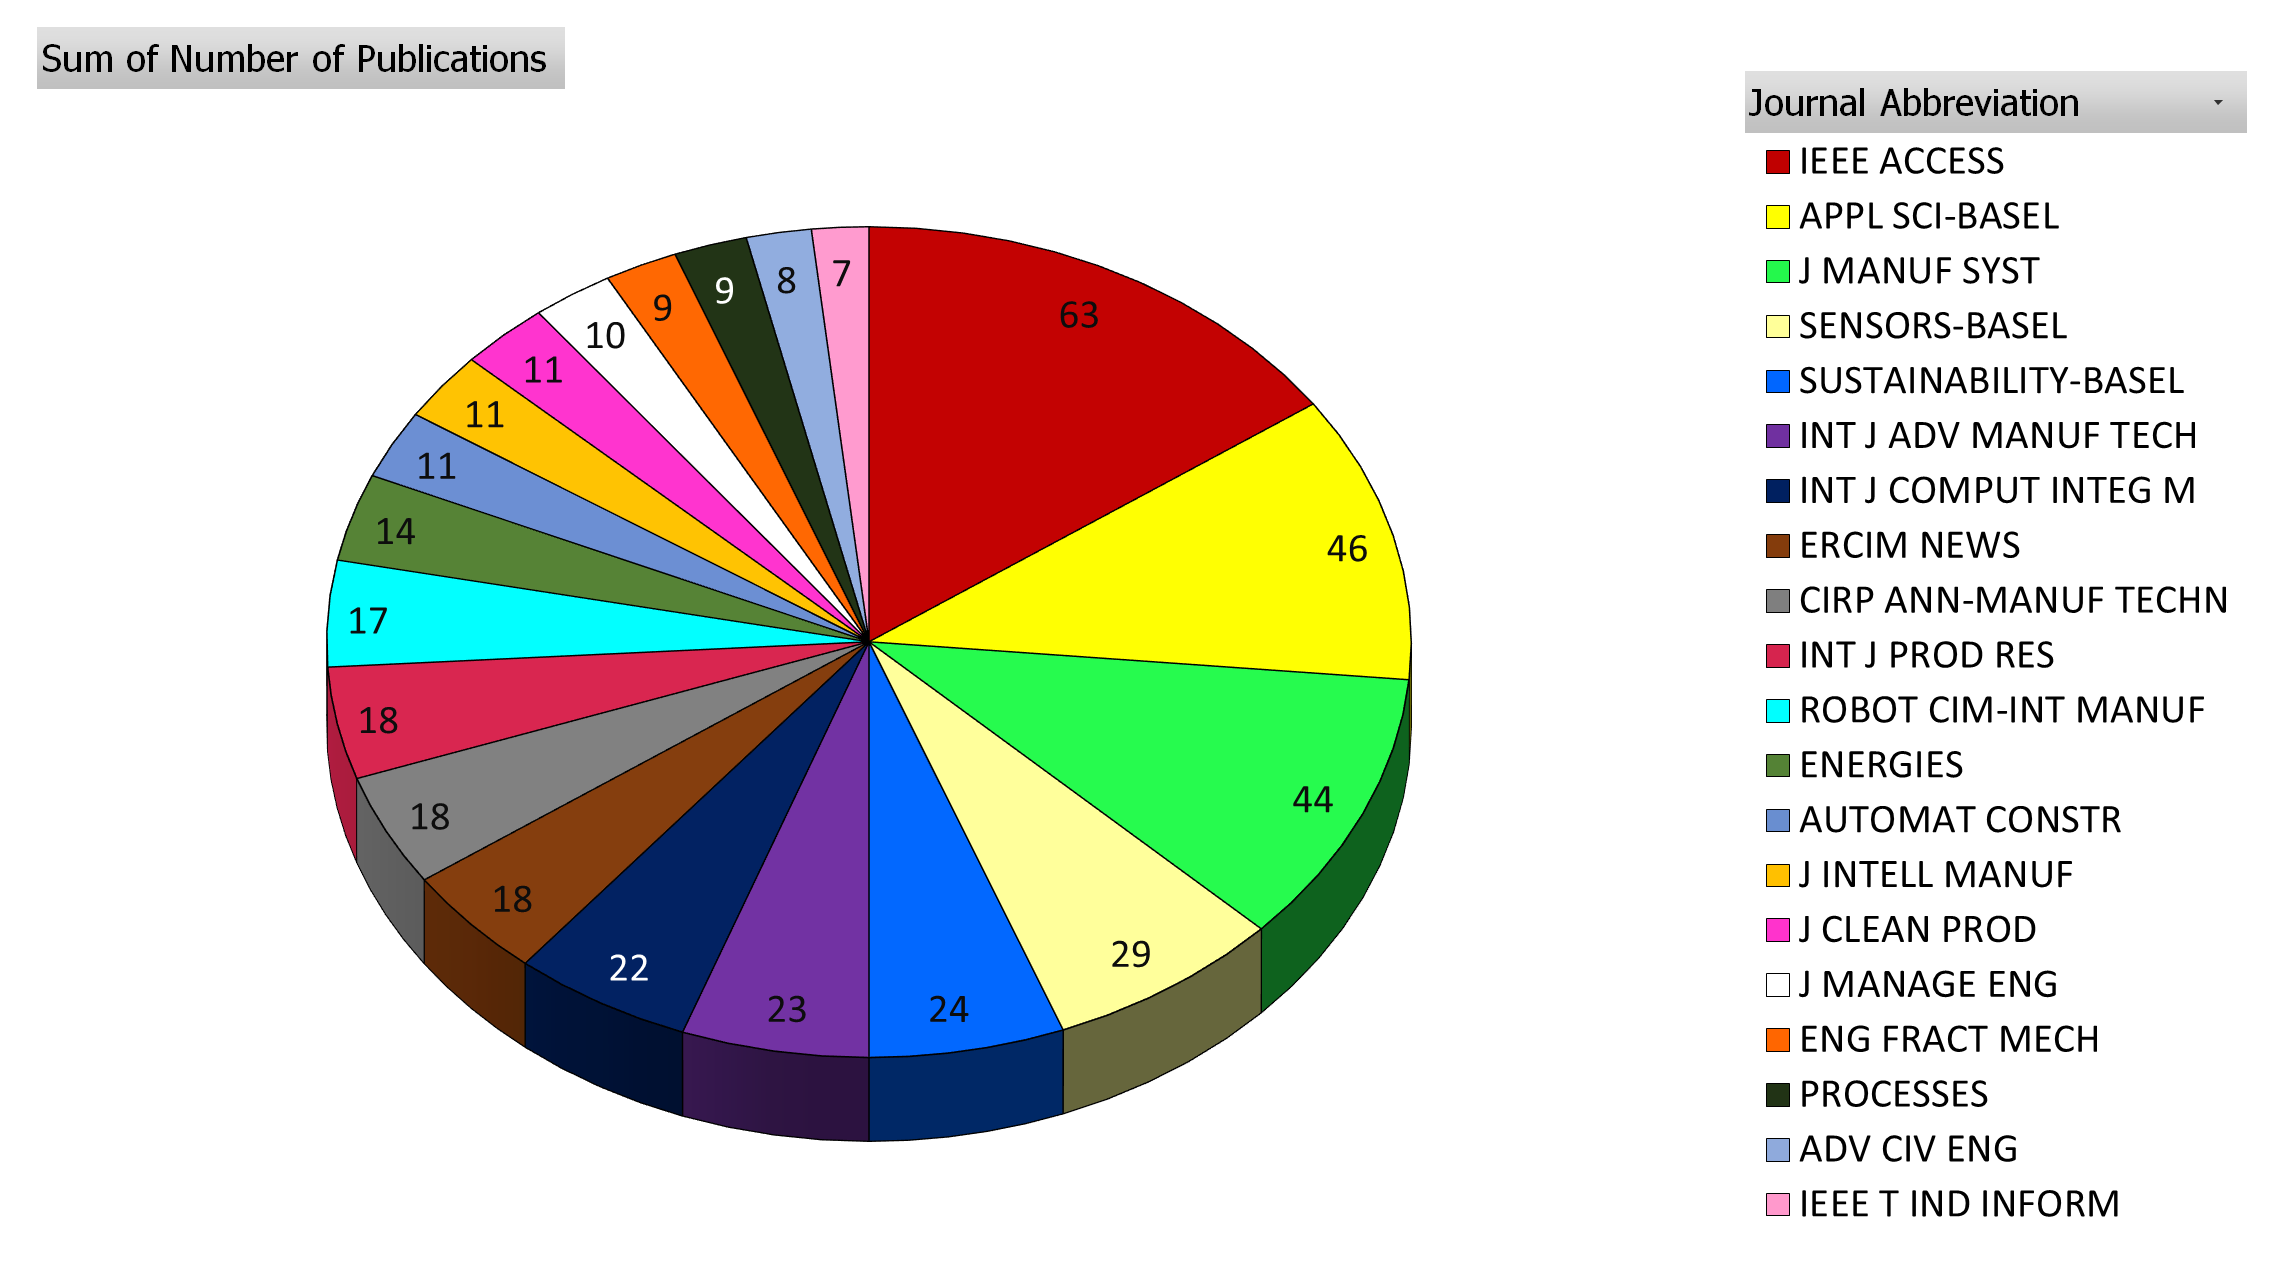 Sum of Number of Publications
Journal Abbreviation
IEEE ACCESS
APPL SCI-BASEL
J MANUF SYST
SENSORS-BASEL
SUSTAINABILITY-BASEL
INT J ADV MANUF TECH
INT J COMPUT INTEG M
ERCIM NEWS
CIRP ANN-MANUF TECHN
INT J PROD RES
ROBOT CIM-INT MANUF
ENERGIES
AUTOMAT CONSTR
J INTELL MANUF
J CLEAN PROD
J MANAGE ENG
ENG FRACT MECH
PROCESSES
ADV CIV ENG
IEEE T IND INFORM
63
46
44
29
24
23
22
18
18
18
17
14
11
11
11
10
9
9
8
7